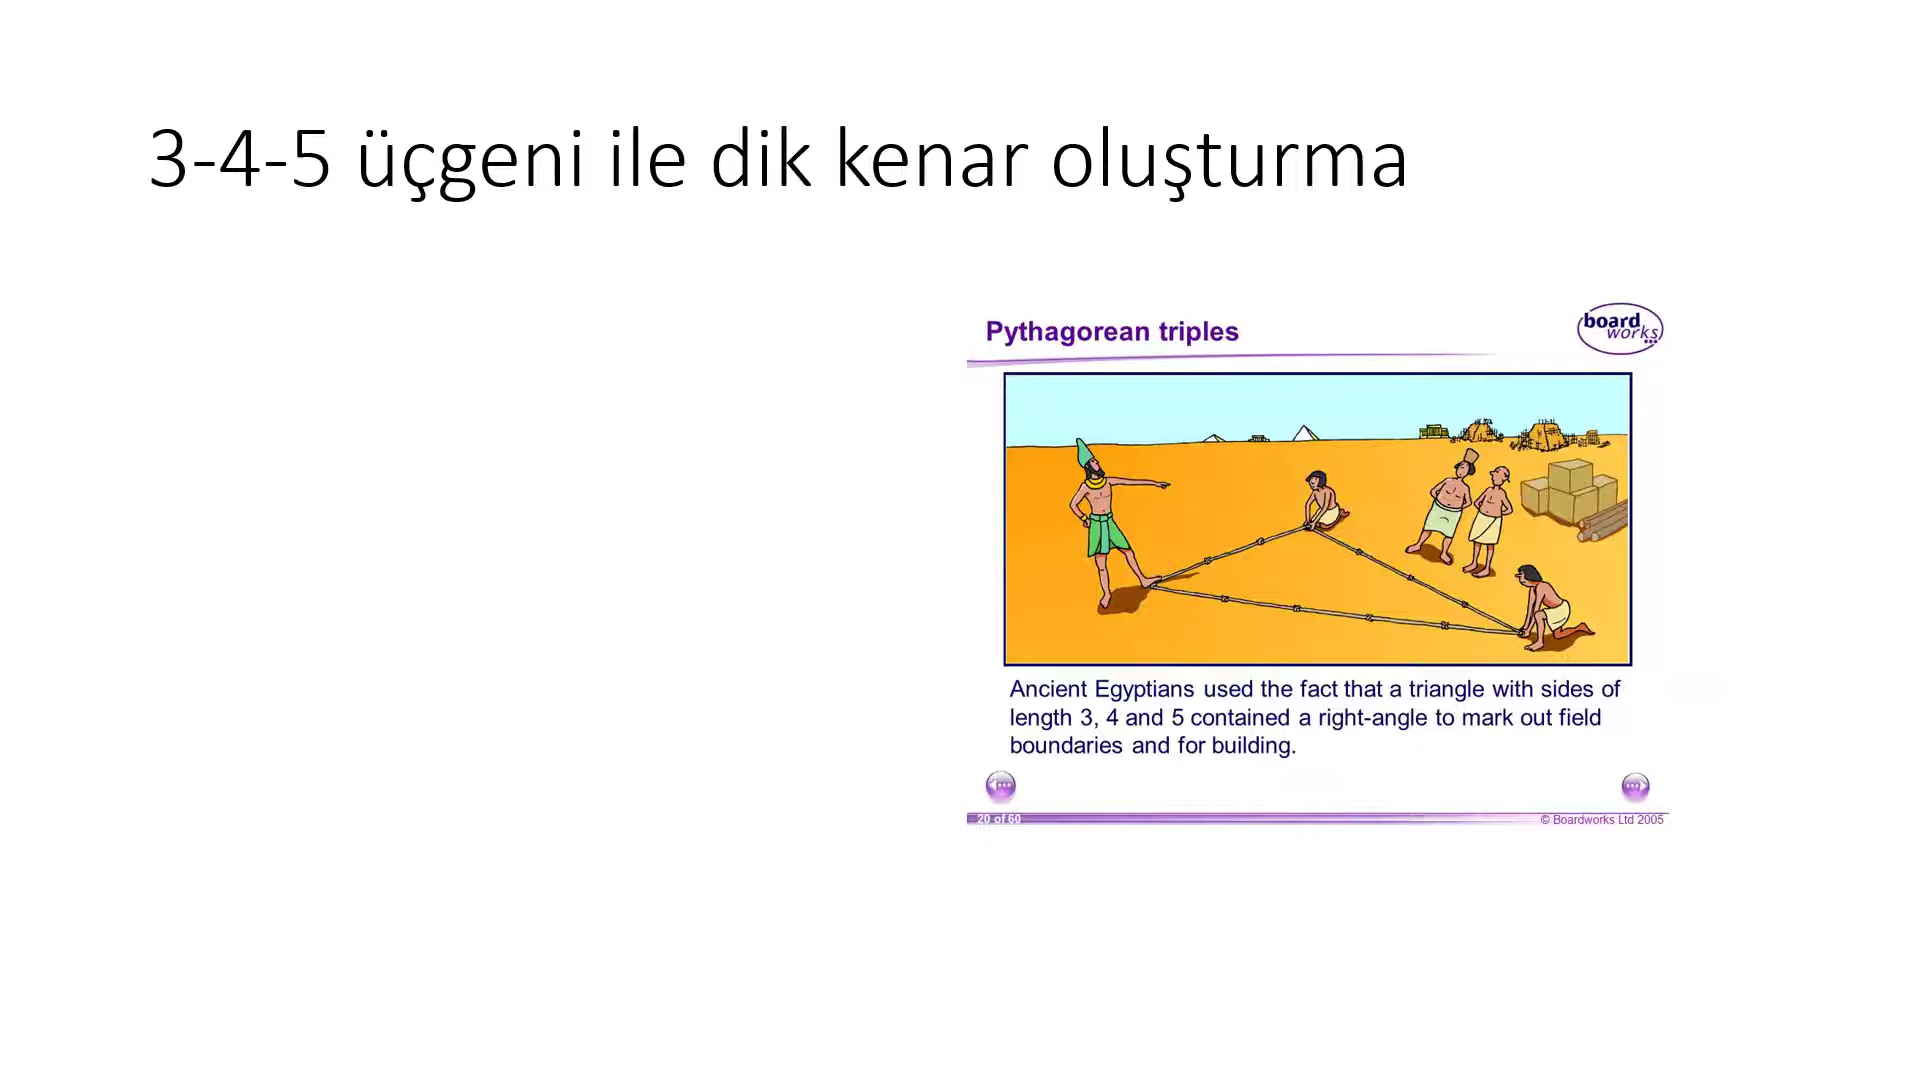 3-4-5 üçgeni ile dik kenar oluşturma
Pythagorean triples
board
works
Ancient Egyptians used the fact that a triangle with sides of
length 3, 4 and 5 contained a right-angle to mark out field
boundaries and for building.
20 of 60
© Boardworks Ltd 2005